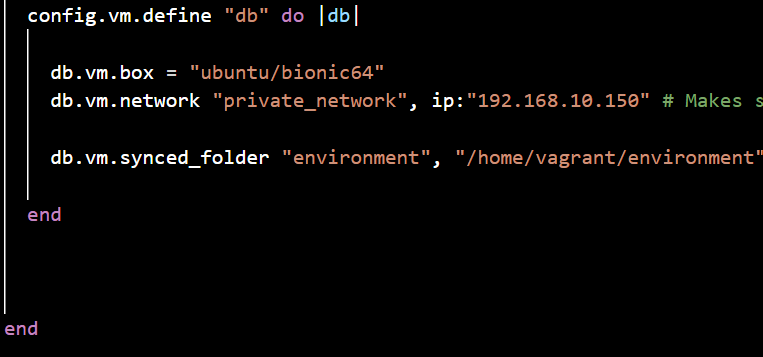 config.vm.define "db" do |db|
db.vm.box = "ubuntu/bionic64"
db.vm.network "private_network", ip:"192.168.10.150" # Makes s
db.vm.synced_folder "environment", "/home/vagrant/environment"
end
end